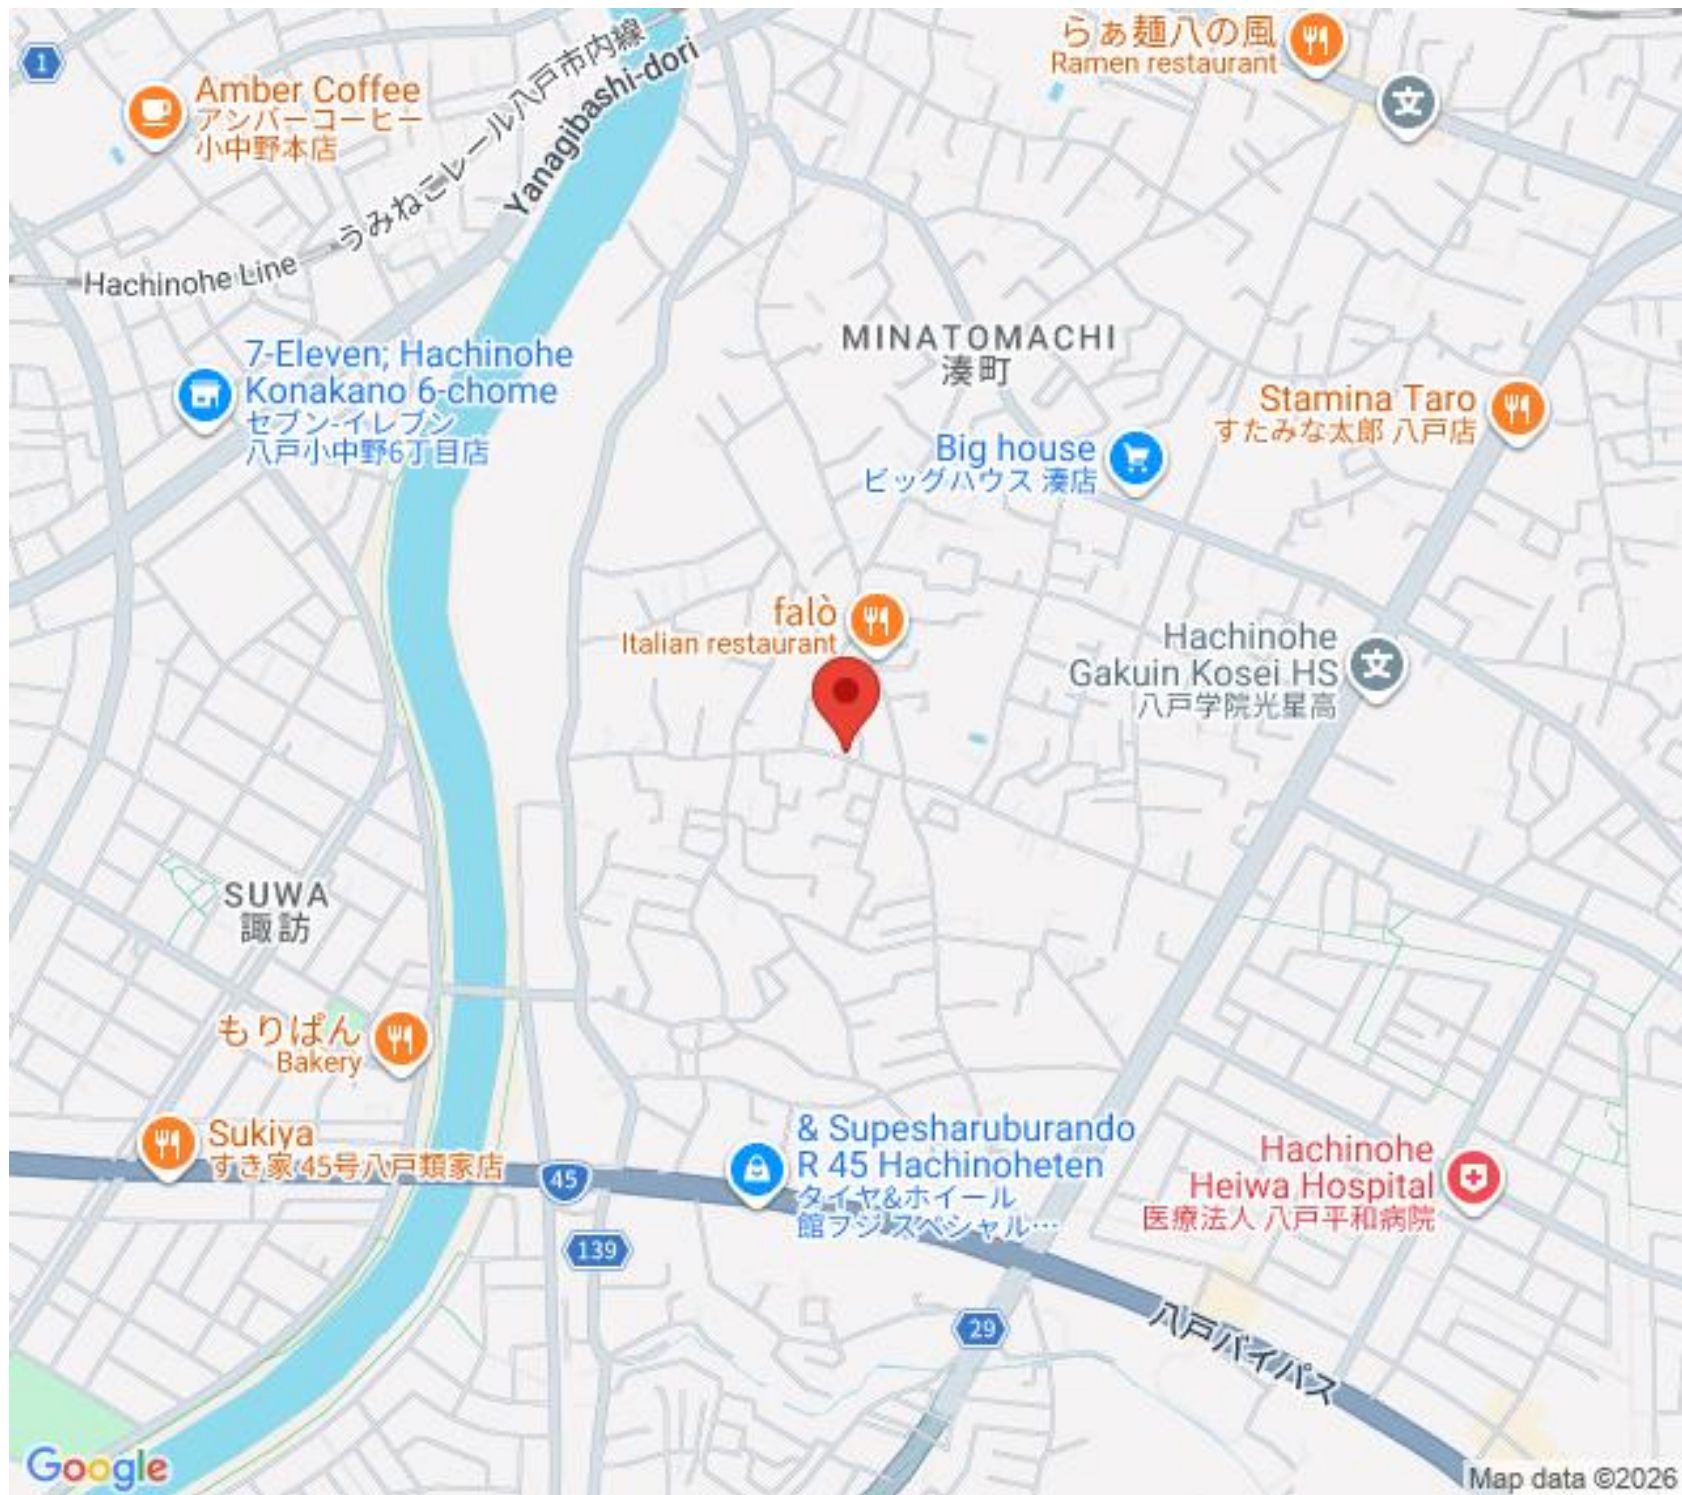 1
Amber Coffee
アンバーコーヒー
小中野本店
うみねこレール八戸市内線
Yanagibashi-dori
Hachinohe Line
らぁ麺八の風
Ramen restaurant
文
MINATOMACHI
湊町
7-Eleven; Hachinohe
Konakano 6-chome
セブン-イレブン
八戸小中野6丁目店
Stamina Taro
すたみな太郎 八戸店
Big house
ビッグハウス 湊店
falò
Italian restaurant
Hachinohe
Gakuin Kosei HS
八戸学院光星高
文
SUWA
諏訪
もりぱん
Bakery
Sukiya
すき家 45号八戸類家店
45
& Supesharuburando
R 45 Hachinoheten
タイヤ&ホイール
館フジ スペシャル…
Hachinohe
Heiwa Hospital
医療法人 八戸平和病院
139
29
八戸バイパス
Google
Map data ©2026